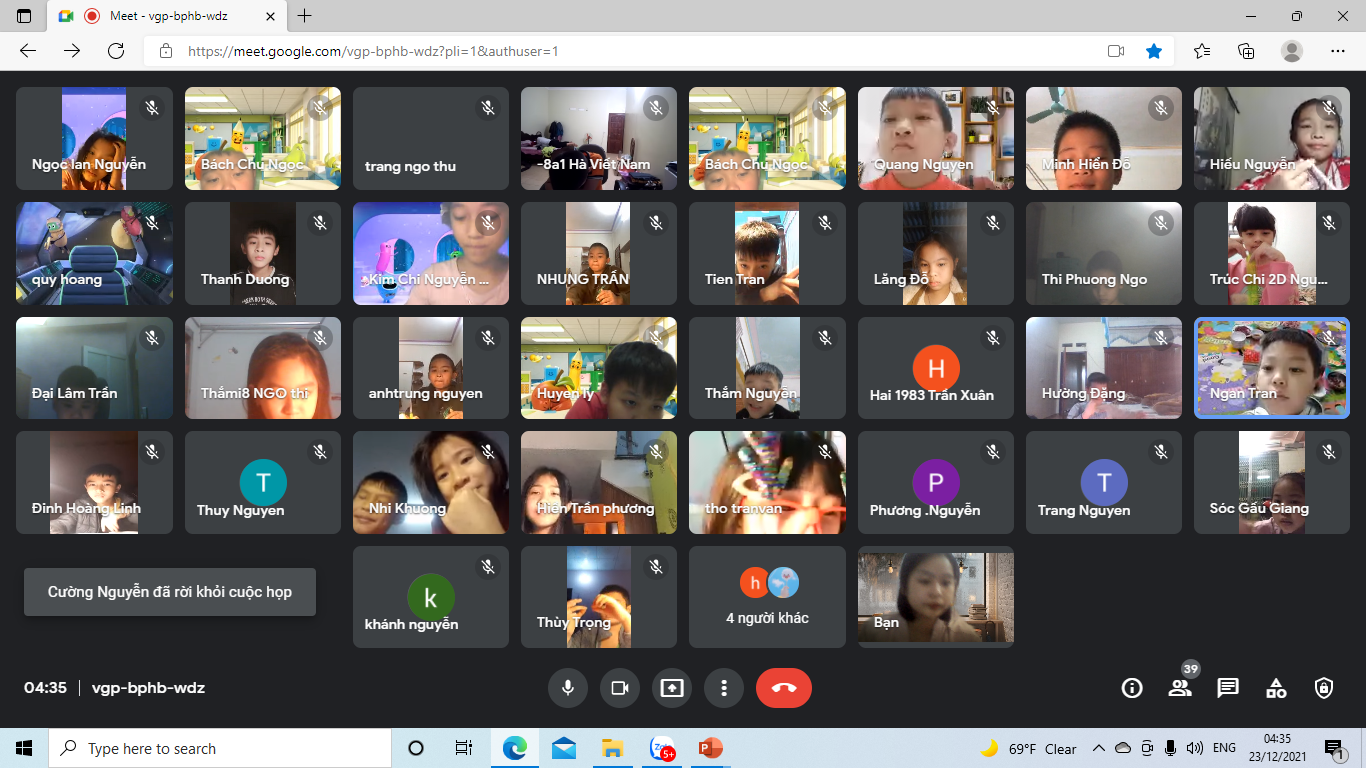 Meet - vgp-bphb-wdz
https://meet.google.com/vgp-bphb-wdz?pli=1&authuser=1
Ngọc lan Nguyễn
Bách Chu Ngọc
trang ngo thu
-8a1 Hà Viết Nam
Bách Chu Ngọc
Quang Nguyen
Minh Hiển Đỗ
Hiếu Nguyễn
quy hoang
Thanh Duong
Kim Chi Nguyễn ...
NHUNG TRẦN
Tien Tran
Lăng Đỗ
Thi Phuong Ngo
Trúc Chi 2D Ngu...
Đại Lâm Trần
Thắmi8 NGO thi
anhtrung nguyen
Huyen ly
Thắm Nguyễn
H
Hai 1983 Trần Xuân
Hường Đặng
Ngan Tran
Đinh Hoàng Linh
T
Thuy Nguyen
Nhi Khuong
Hiền Trần phương
tho tranvan
P
Phương .Nguyễn
T
Trang Nguyen
Sóc Gấu Giang
Cường Nguyễn đã rời khỏi cuộc họp
k
khánh nguyễn
Thùy Trọng
h
4 người khác
Bạn
04:35 | vgp-bphb-wdz
39
Type here to search
5+
69°F Clear
ENG
04:35
23/12/2021
1